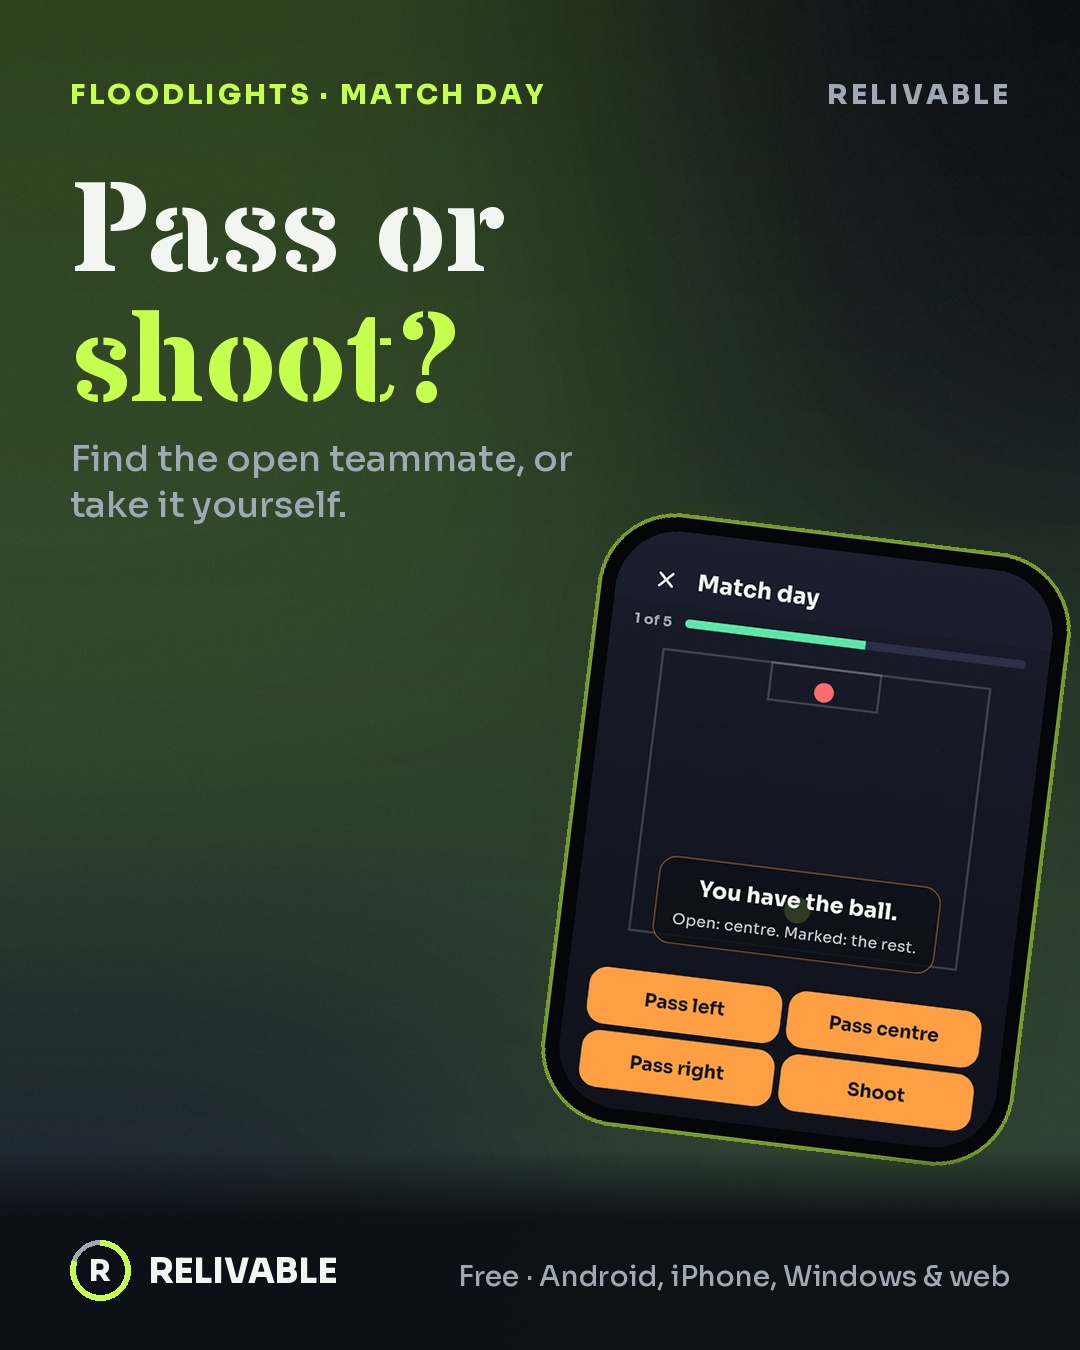 FLOODLIGHTS · MATCH DAY
RELIVABLE
Pass or
shoot?
Find the open teammate, or
take it yourself.
Match day
1 of 5
You have the ball.
Open: centre. Marked: the rest.
Pass left
Pass centre
Pass right
Shoot
R RELIVABLE
Free · Android, iPhone, Windows & web